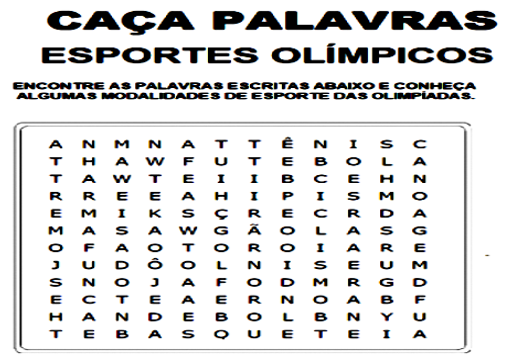 CAÇA PALAVRAS
ESPORTES OLÍMPICOS
ENCONTRE AS PALAVRAS ESCRITAS ABAIXO E CONHEÇA
ALGUMAS MODALIDADES DE ESPORTE DAS OLIMPÍADAS.
A N M N A T T Ê N I S C
T H A W F U T E B O L A
T A W T E I I B C E H N
R R E E A H I P I S M O
E M I K S Ç R E C R D A
M A S A W G Ã O L A S G
O F A O T O R O I A R E
J U D Ô O L N I S E U M
S N O J A F O D M R G D
E C T E A E R N O A B F
H A N D E B O L B N Y U
T E B A S Q U E T E I A